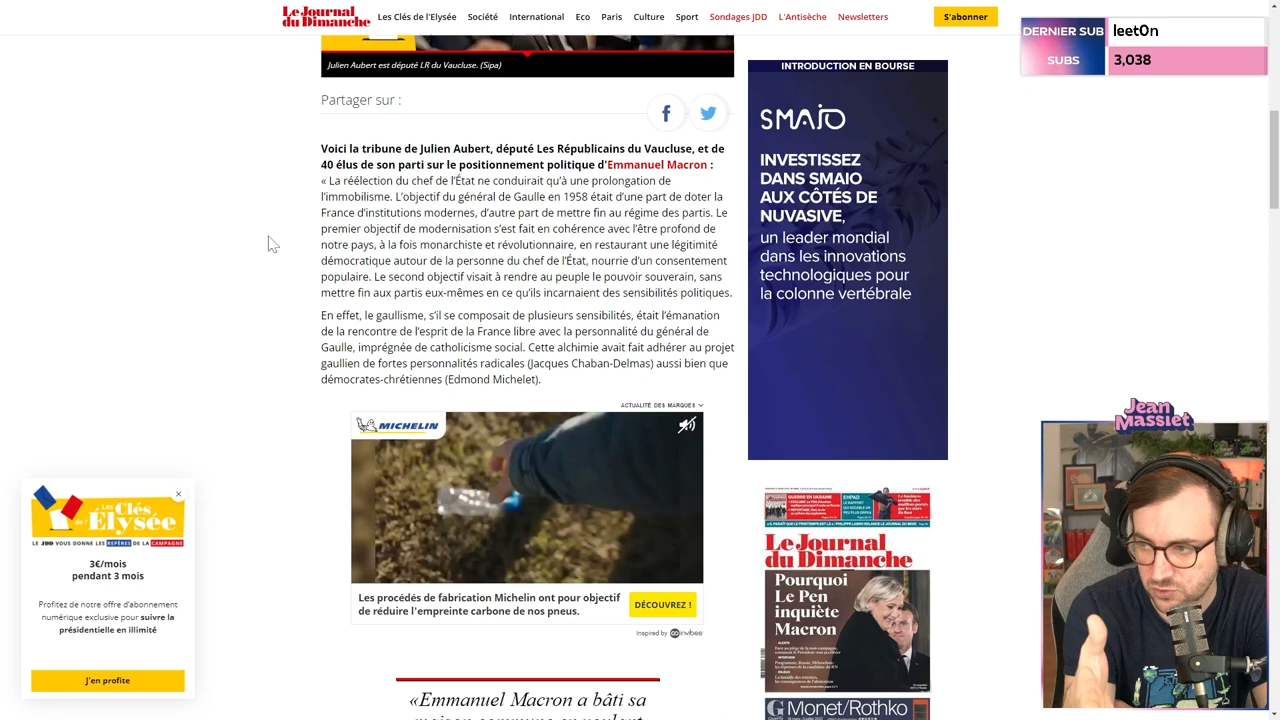 Le Journal
du Dimanche
Les Clés de l'Elysée Société International Eco Paris Culture Sport Sondages JDD L'Antisèche Newsletters
S'abonner
DERNIER SUB leet0n
SUBS 3,038
Julien Aubert est député LR du Vaucluse. (Sipa)
Partager sur :
Voici la tribune de Julien Aubert, député Les Républicains du Vaucluse, et de
40 élus de son parti sur le positionnement politique d'Emmanuel Macron :
« La réélection du chef de l'État ne conduirait qu'à une prolongation de
l'immobilisme. L'objectif du général de Gaulle en 1958 était d'une part de doter la
France d'institutions modernes, d'autre part de mettre fin au régime des partis. Le
premier objectif de modernisation s'est fait en cohérence avec l'être profond de
notre pays, à la fois monarchiste et révolutionnaire, en restaurant une légitimité
démocratique autour de la personne du chef de l'État, nourrie d'un consentement
populaire. Le second objectif visait à rendre au peuple le pouvoir souverain, sans
mettre fin aux partis eux-mêmes en ce qu'ils incarnaient des sensibilités politiques.
En effet, le gaullisme, s'il se composait de plusieurs sensibilités, était l'émanation
de la rencontre de l'esprit de la France libre avec la personnalité du général de
Gaulle, imprégnée de catholicisme social. Cette alchimie avait fait adhérer au projet
gaullien de fortes personnalités radicales (Jacques Chaban-Delmas) aussi bien que
démocrates-chrétiennes (Edmond Michelet).
ACTUALITÉ DES MARQUES
MICHELIN
Les procédés de fabrication Michelin ont pour objectif
de réduire l'empreinte carbone de nos pneus.
DÉCOUVREZ !
Inspired by invibes
«Emmanuel Macron a bâti sa
INTRODUCTION EN BOURSE
SMAIO
INVESTISSEZ
DANS SMAIO
AUX CÔTÉS DE
NUVASIVE,
un leader mondial
dans les innovations
technologiques pour
la colonne vertébrale
GUERRE EN UKRAINE
EHPAD
Le Journal
du Dimanche
Pourquoi
Le Pen
inquiète
Macron
Monet/Rothko
LE JDD VOUS DONNE LES REPÈRES DE LA CAMPAGNE
3€/mois
pendant 3 mois
Profitez de notre offre d'abonnement
numérique exclusive pour suivre la
présidentielle en illimité
J'en profite
Jean
Massiet